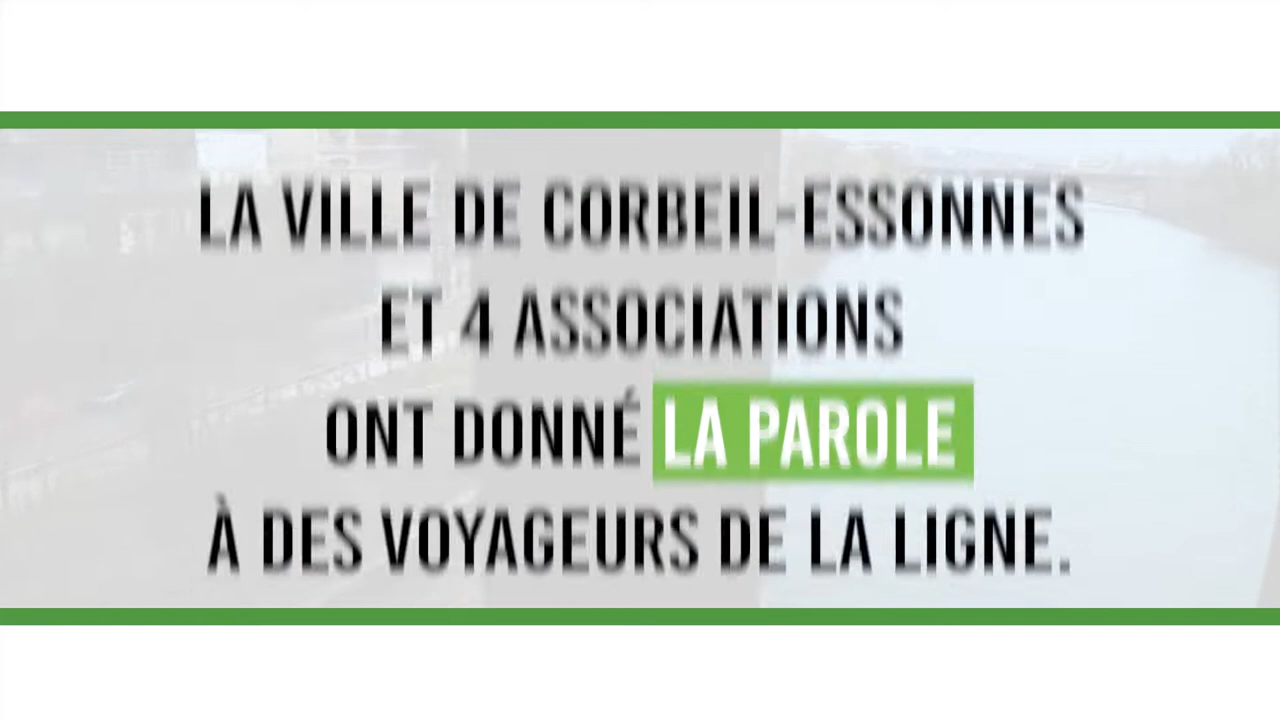 LA VILLE DE CORBEIL-ESSONNES
ET 4 ASSOCIATIONS
ONT DONNÉ LA PAROLE
À DES VOYAGEURS DE LA LIGNE.